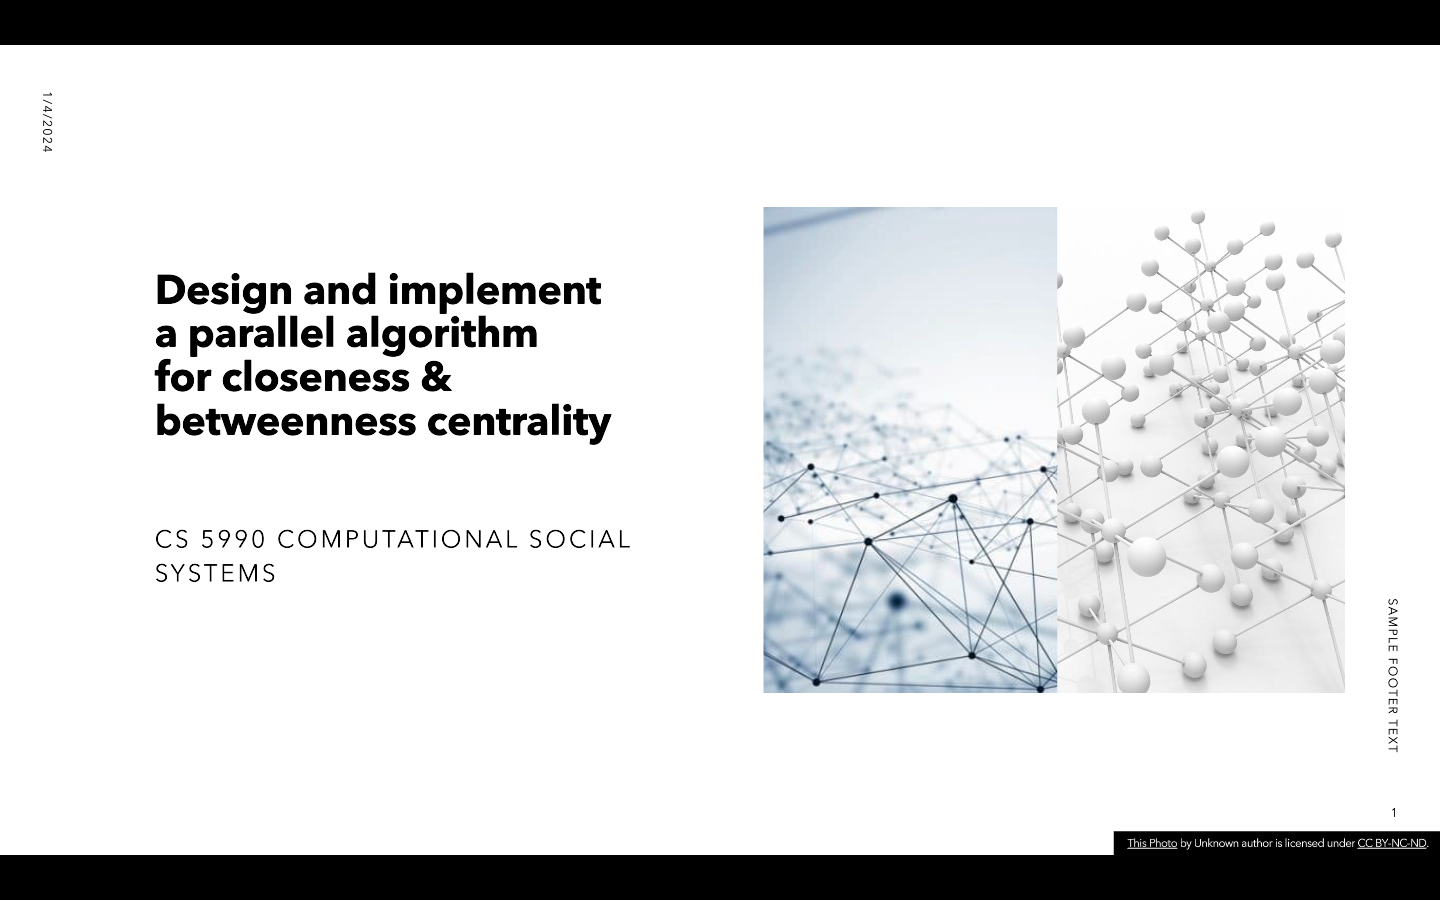 1/4/2024
Design and implement
a parallel algorithm
for closeness &
betweenness centrality
CS 5990 COMPUTATIONAL SOCIAL
SYSTEMS
SAMPLE FOOTER TEXT
1
This Photo by Unknown author is licensed under CC BY-NC-ND.